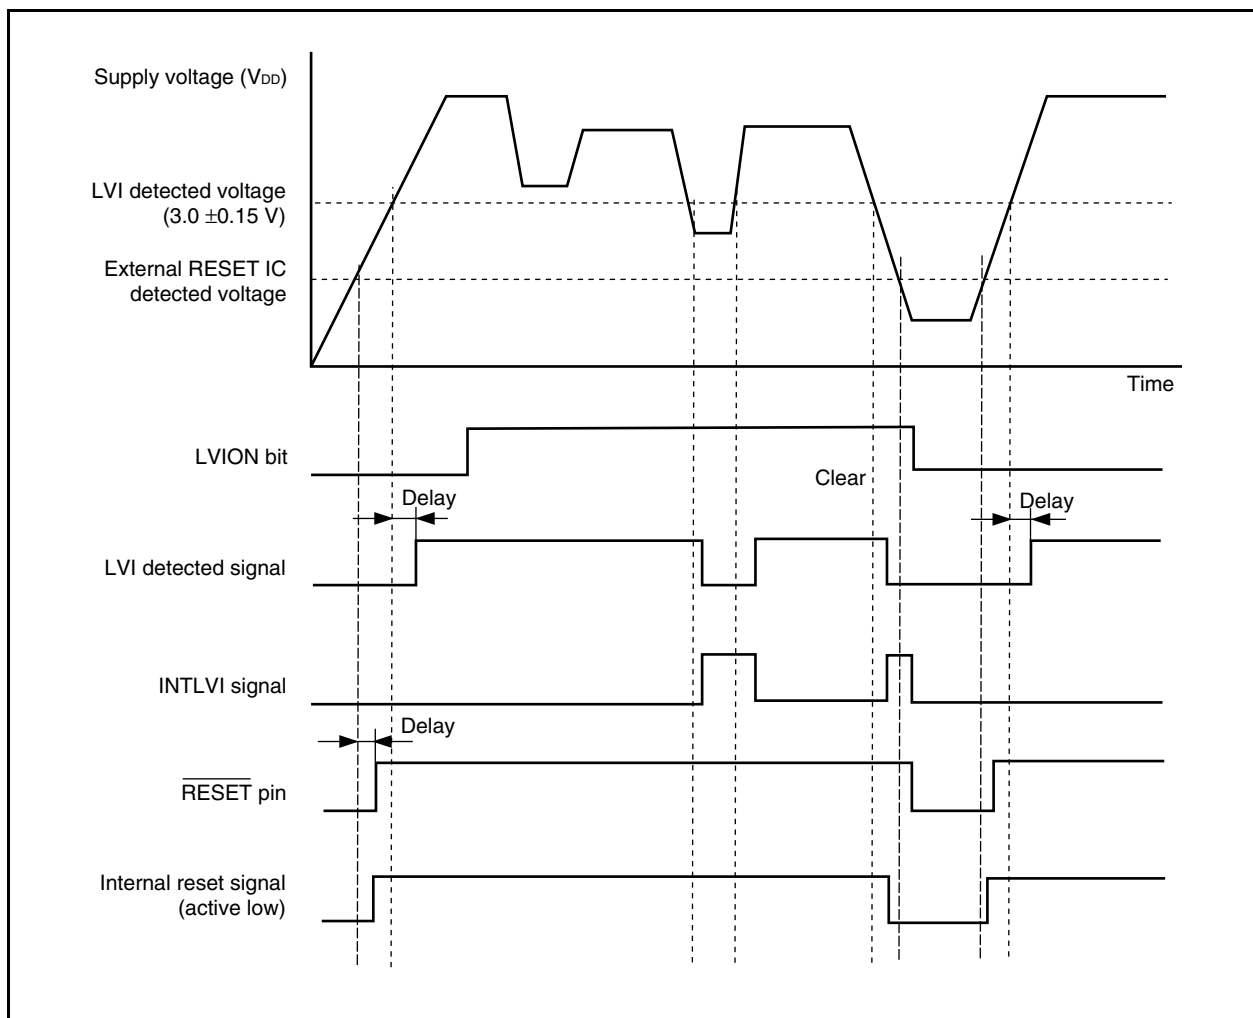 Supply voltage (VDD)
LVI detected voltage
(3.0 ±0.15 V)
External RESET IC
detected voltage
Time
LVION bit
Clear
Delay
Delay
LVI detected signal
INTLVI signal
Delay
RESET pin
Internal reset signal
(active low)